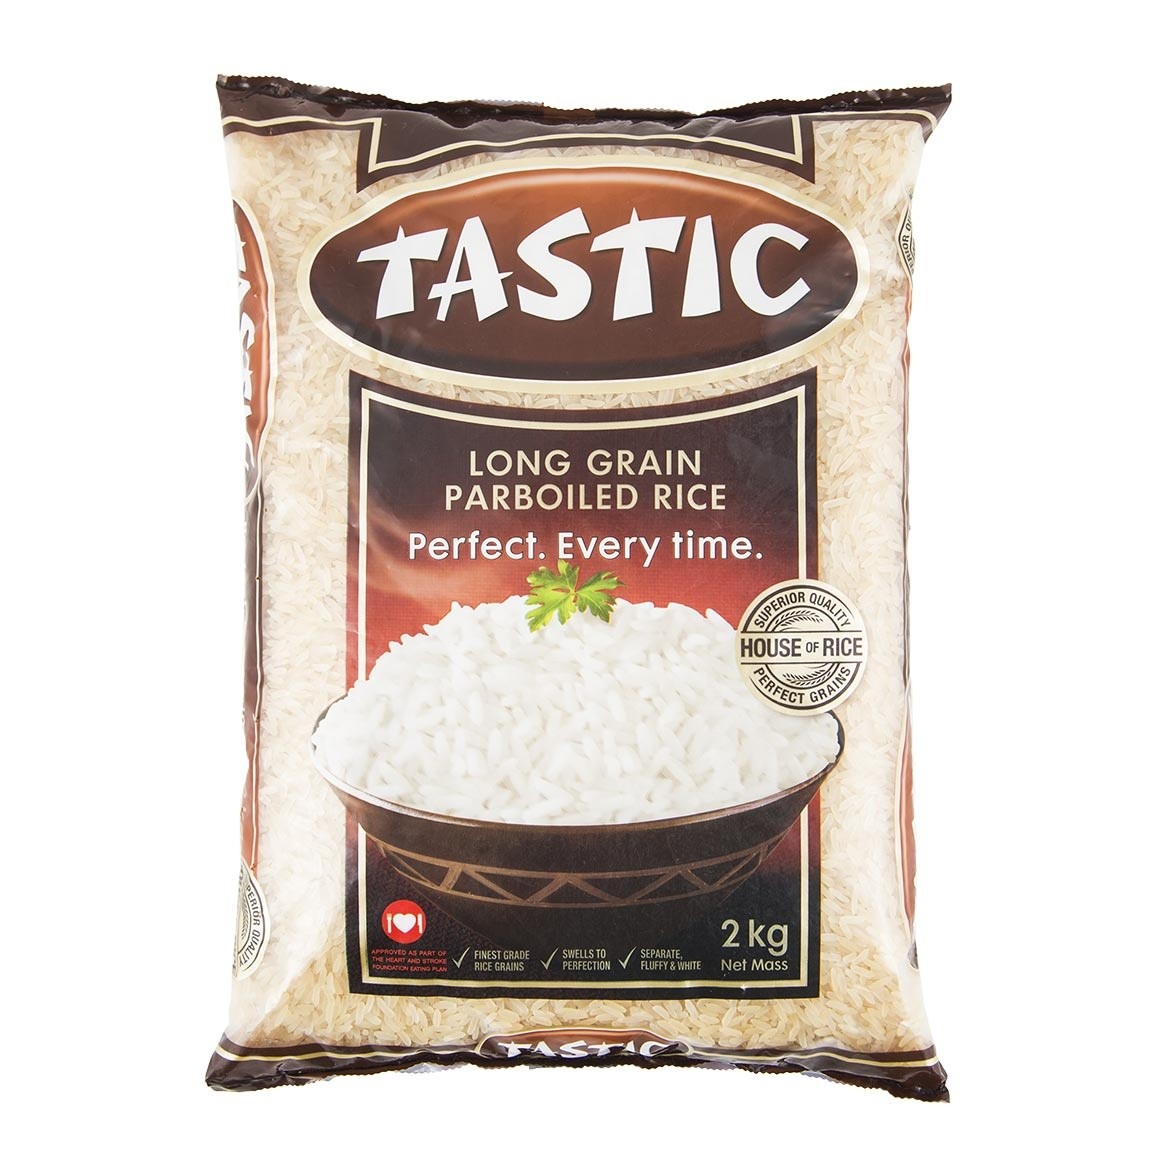 TASTIC
LONG GRAIN
PARBOILED RICE
Perfect. Every time.
SUPERIOR QUALITY
HOUSE OF RICE
PERFECT GRAINS
APPROVED AS PART OF
THE HEART AND STROKE
FOUNDATION EATING PLAN
FINEST GRADE
RICE GRAINS
SWELLS TO
PERFECTION
SEPARATE,
FLUFFY & WHITE
2 kg
Net Mass
TASTIC